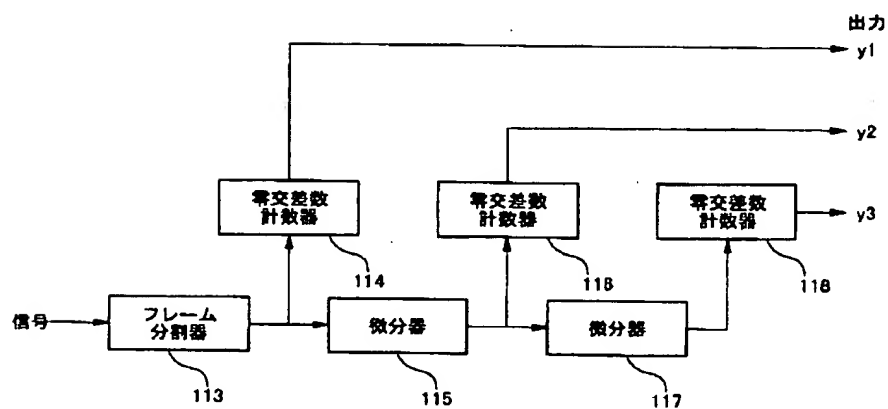 出力
y1
y2
零交差数
計数器
零交差数
計数器
零交差数
計数器
y3
114
118
118
信号
フレーム
分割器
微分器
微分器
113
115
117